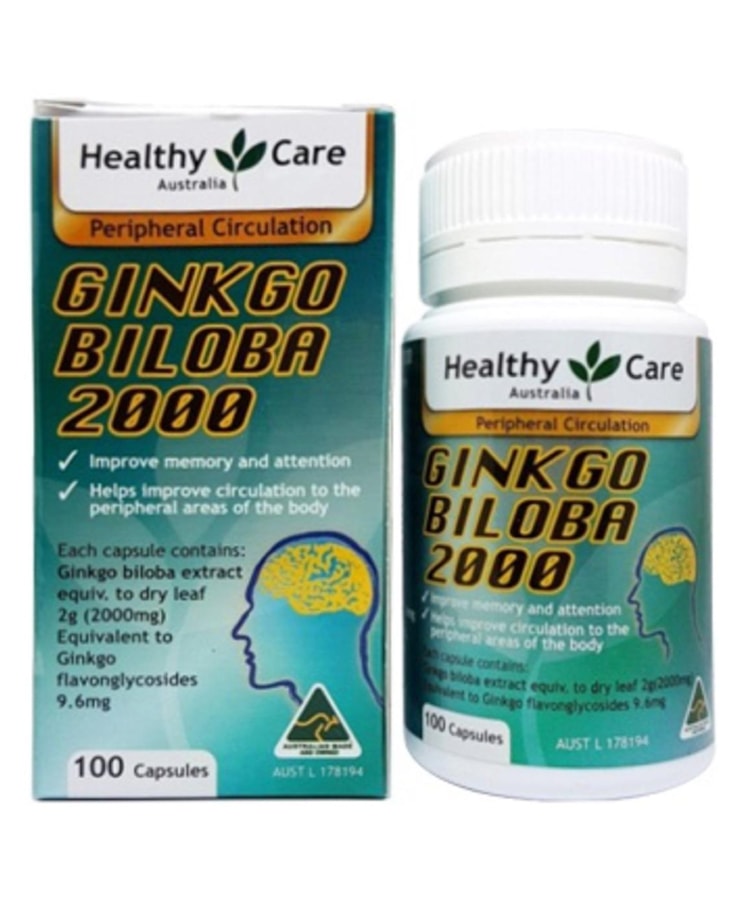 Healthy Care
Australia
Peripheral Circulation
GINKGO
BILOBA
2000
✓ Improve memory and attention
✓ Helps improve circulation to the
peripheral areas of the body
Each capsule contains:
Ginkgo biloba extract
equiv. to dry leaf
2g (2000mg)
Equivalent to
Ginkgo
flavonglycosides
9.6mg
AUSTRALIAN MADE
AND OWNED
100 Capsules
AUST L 178194
Healthy Care
Australia
Peripheral Circulation
GINKGO
BILOBA
2000
✓ Improve memory and attention
✓ Helps improve circulation to the
peripheral areas of the body
Each capsule contains:
Ginkgo biloba extract equiv. to dry leaf 2g(2000mg
Equivalent to Ginkgo flavonglycosides 9.6mg
100 Capsules
AUST L 178194